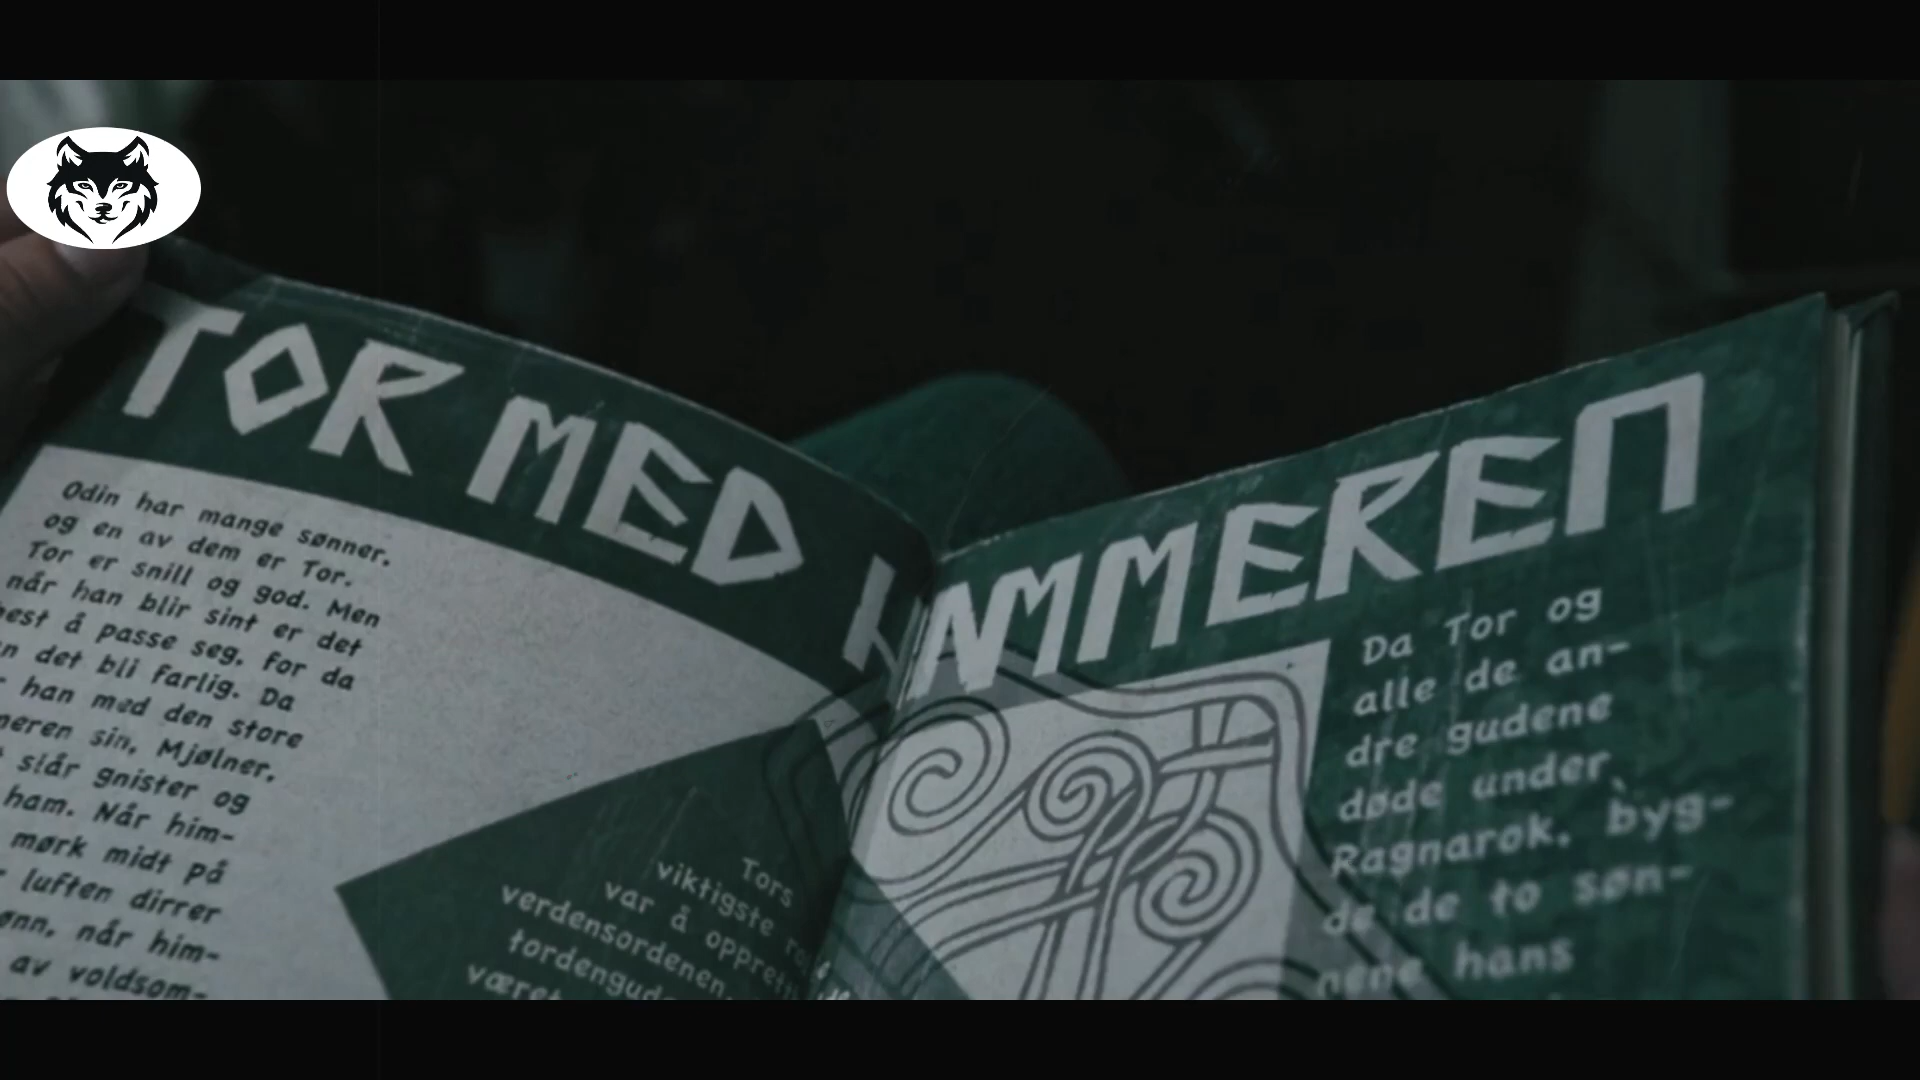 TOR MED HAMMEREN
Odin har mange sønner,
og en av dem er Tor.
Tor er snill og god. Men
når han blir sint er det
best å passe seg, for da
det bli farlig. Da
han med den store
sin, Mjølner,
slår gnister og
ham. Når him-
mørk midt på
luften dirrer
når him-
av voldsom-
Tors
viktigste
var å opprett
verdensordenen.
tordengud
været
Da Tor og
alle de an-
dre gudene
døde under
Ragnarok, byg-
de de to søn-
nene hans